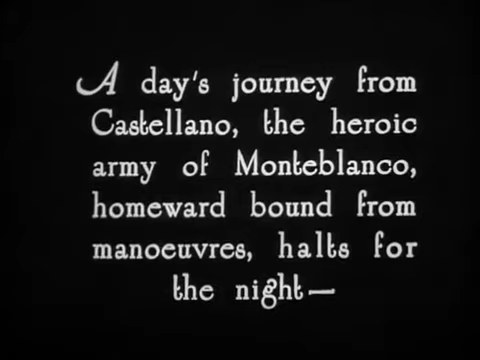 A day's journey from
Castellano, the heroic
army of Monteblanco,
homeward bound from
manoeuvres, halts for
the night—